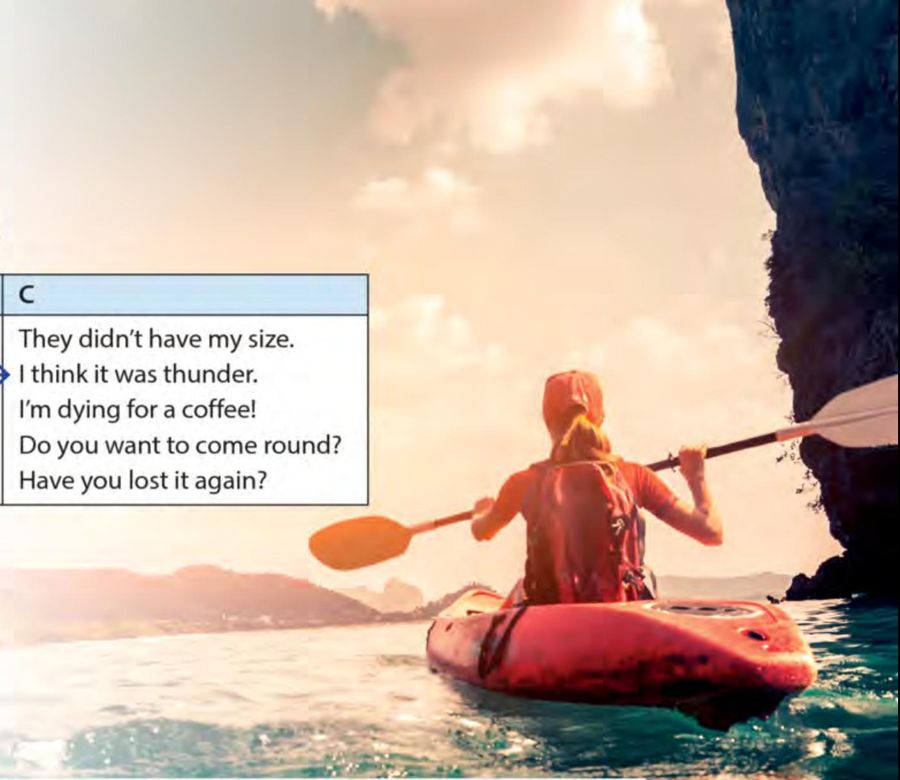 C
They didn't have my size.
I think it was thunder.
I'm dying for a coffee!
Do you want to come round?
Have you lost it again?